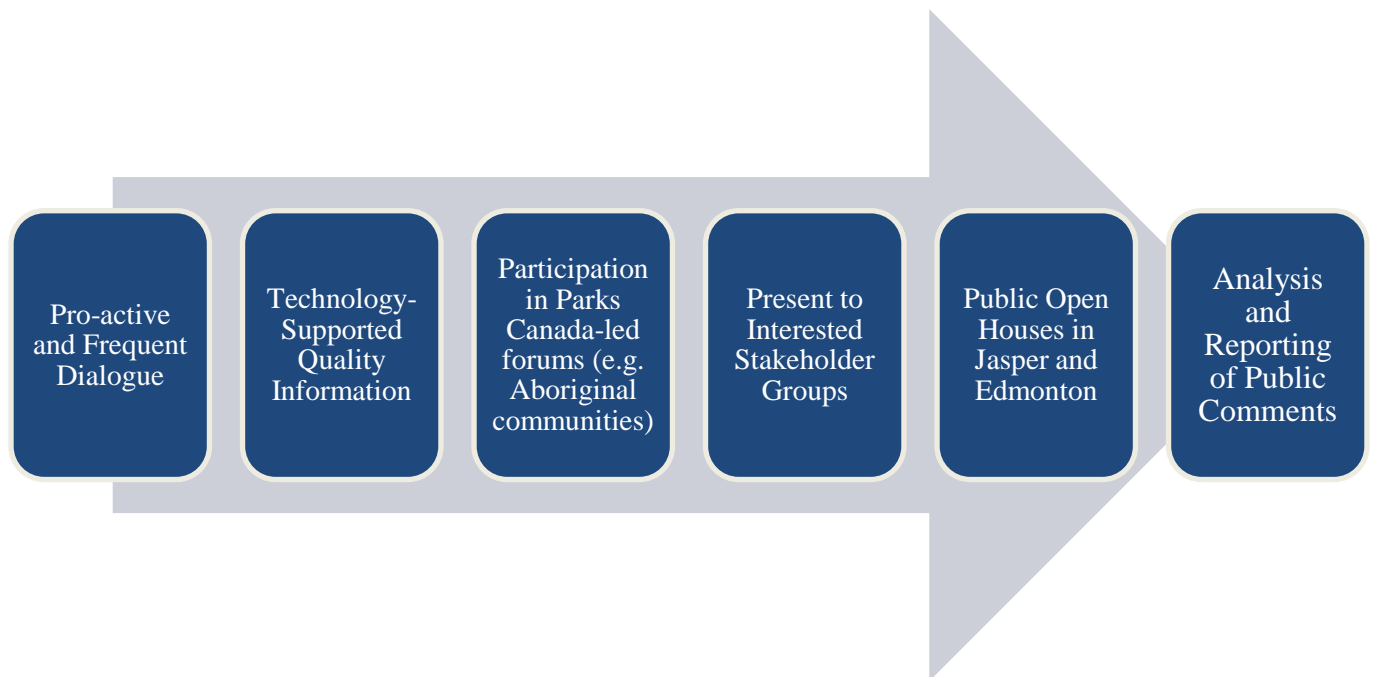 Pro-active
and Frequent
Dialogue
Technology-
Supported
Quality
Information
Participation
in Parks
Canada-led
forums (e.g.
Aboriginal
communities)
Present to
Interested
Stakeholder
Groups
Public Open
Houses in
Jasper and
Edmonton
Analysis
and
Reporting
of Public
Comments